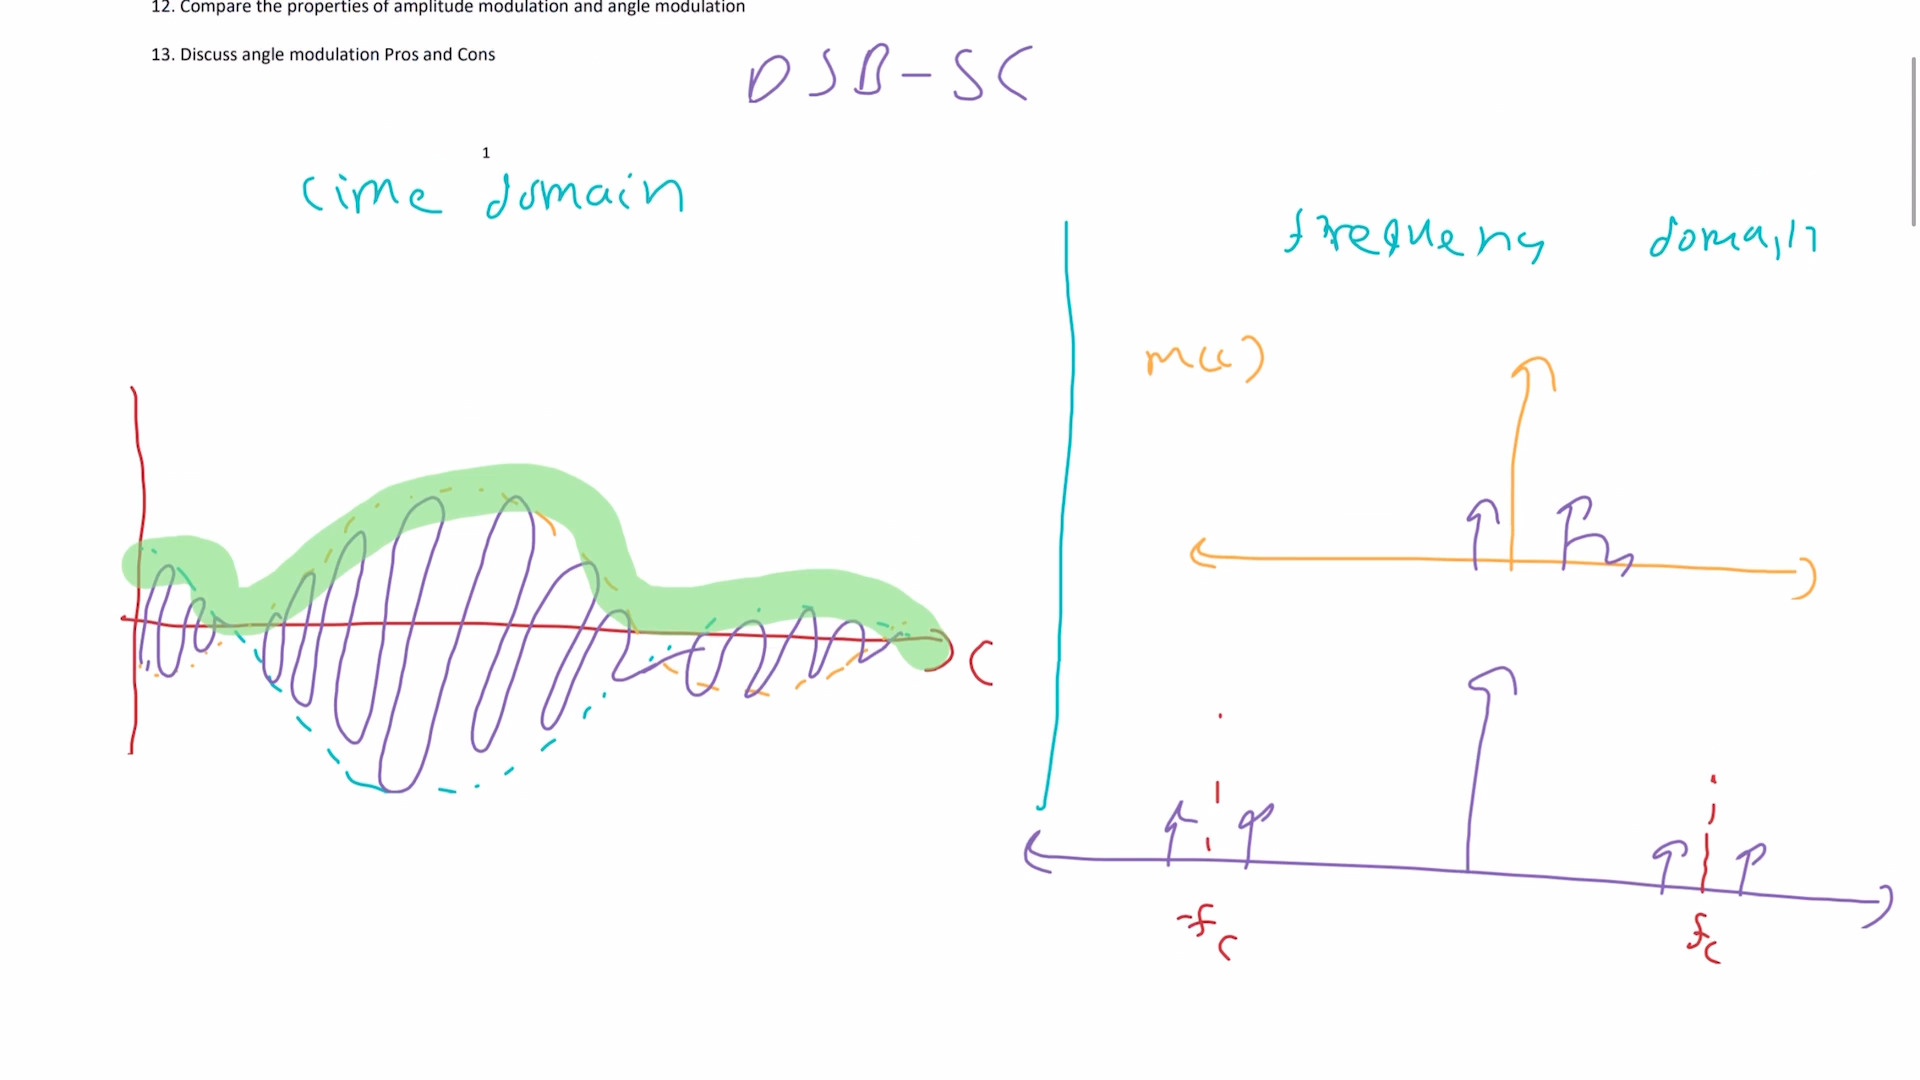 12. Compare the properties of amplitude modulation and angle modulation
13. Discuss angle modulation Pros and Cons
DSB-SC
1
time domain
frequency domain
m(t)
t
-fc
fc